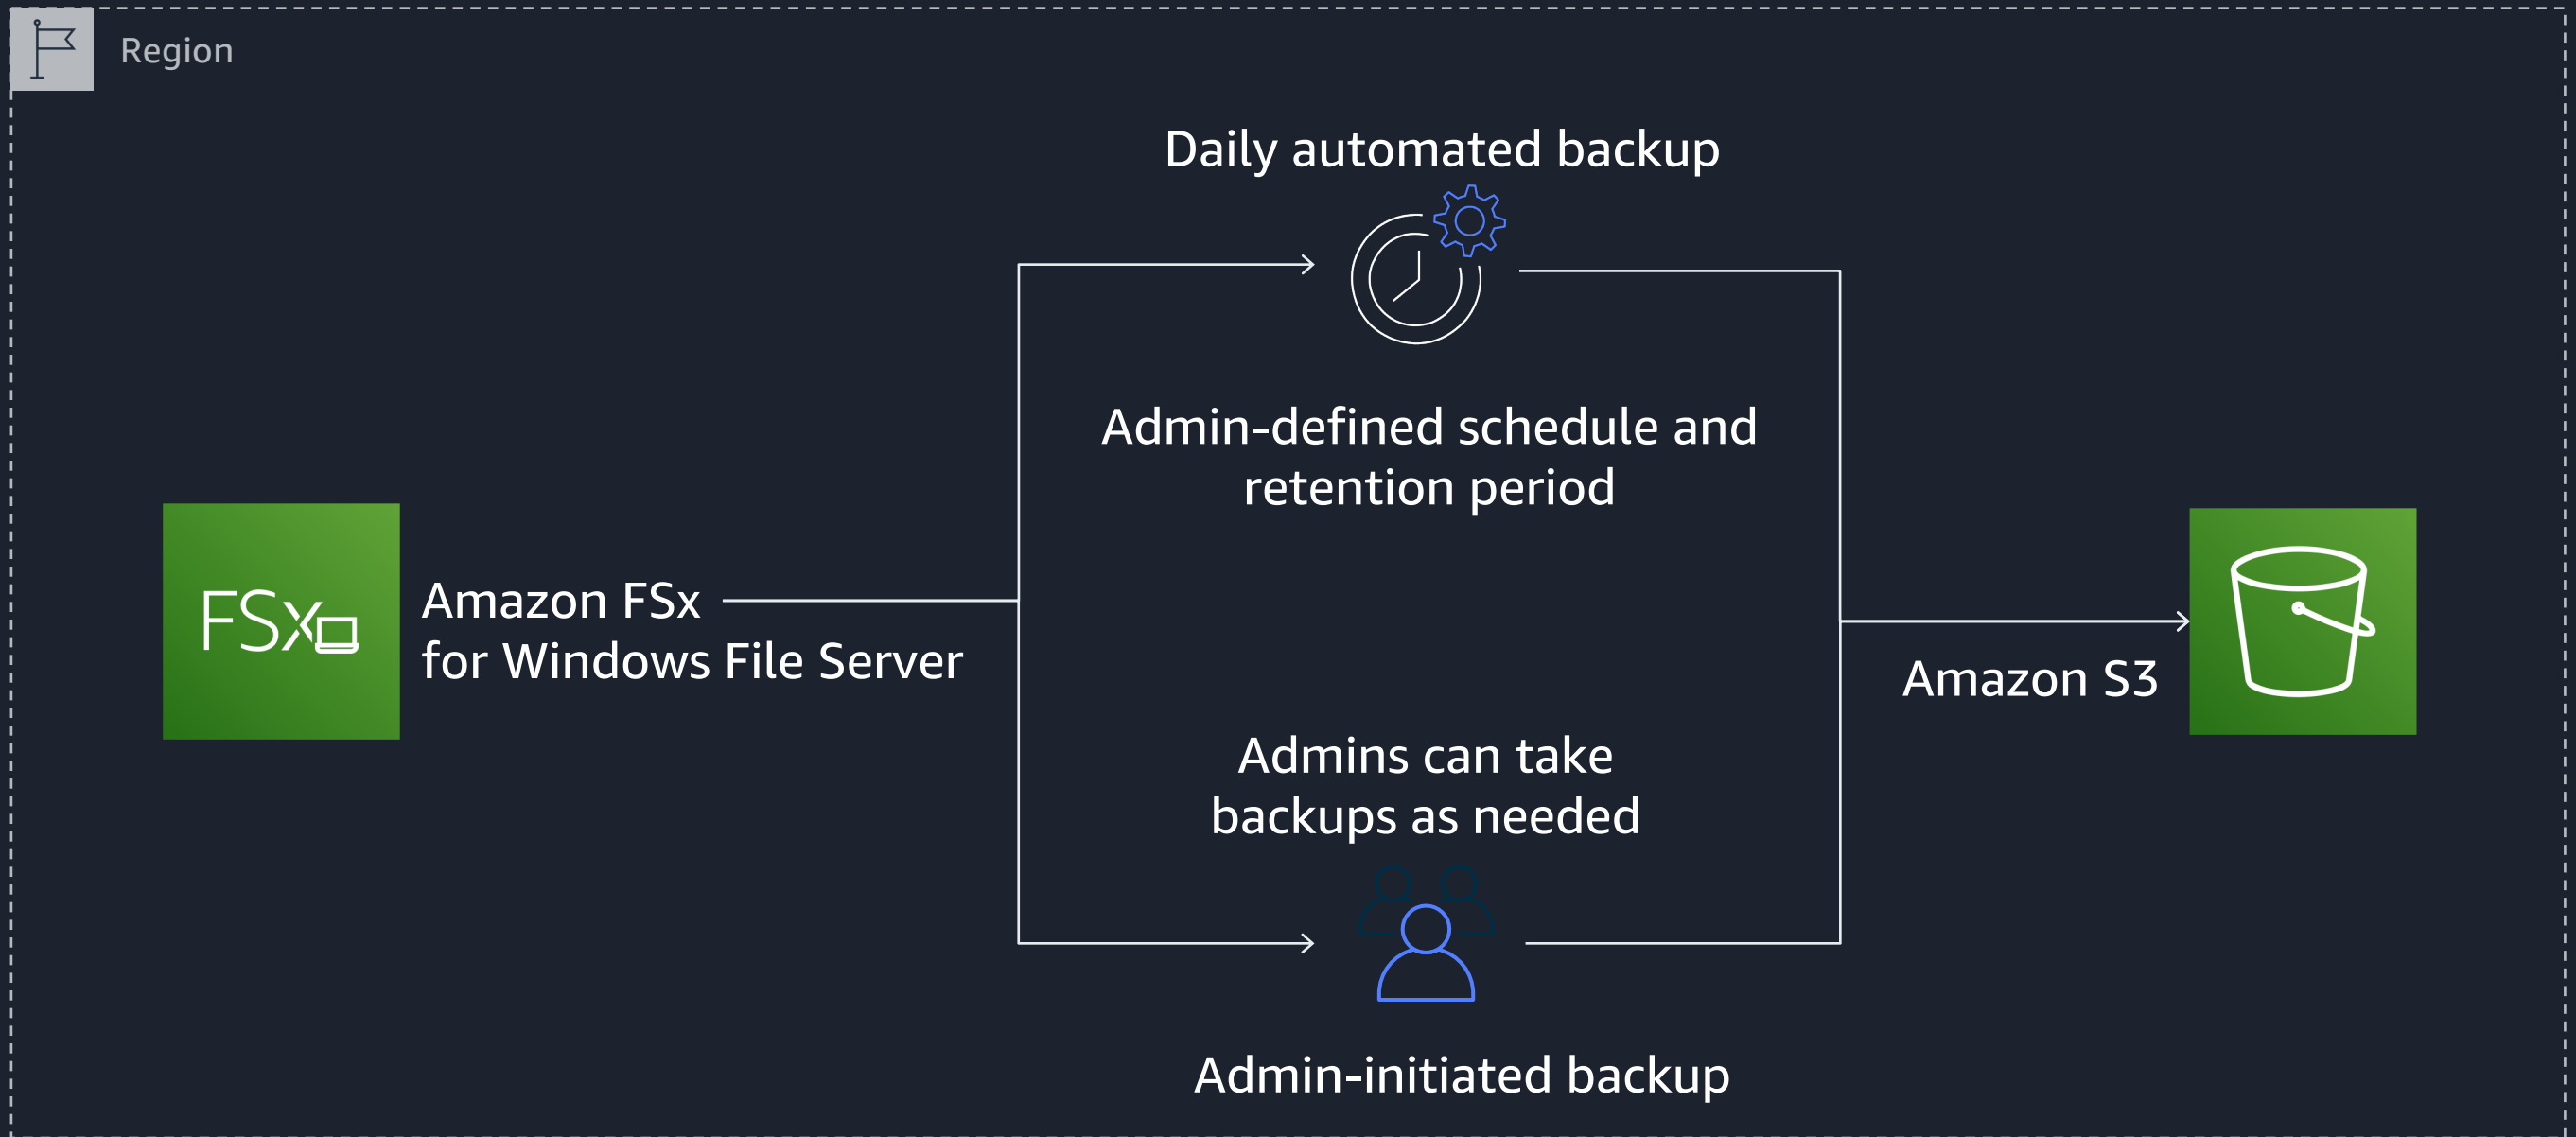 Region
Daily automated backup
Admin-defined schedule and
retention period
FSx
Amazon FSx
for Windows File Server
Amazon S3
Admins can take
backups as needed
Admin-initiated backup